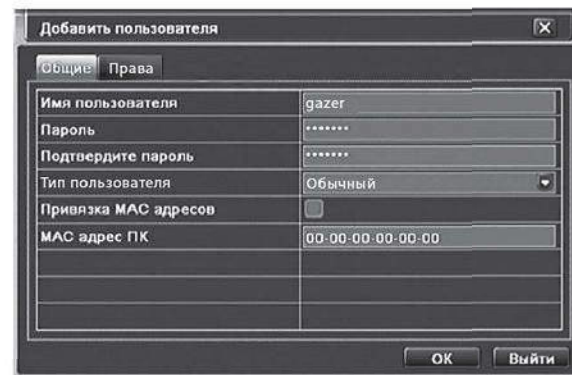 Добавить пользователя
Общие Права
Имя пользователя gazer
Пароль •••••••
Подтвердите пароль •••••••
Тип пользователя Обычный
Привязка МАС адресов
МАС адрес ПК 00-00-00-00-00-00
ОК Выйти